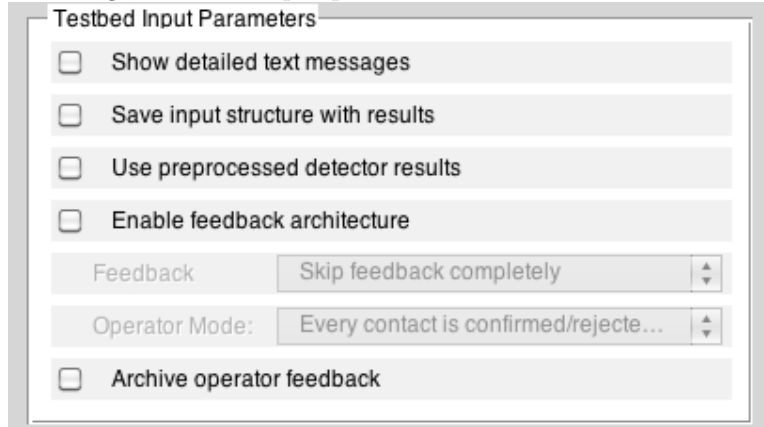 Testbed Input Parameters
Show detailed text messages
Save input structure with results
Use preprocessed detector results
Enable feedback architecture
Feedback Skip feedback completely
Operator Mode: Every contact is confirmed/rejecte...
Archive operator feedback